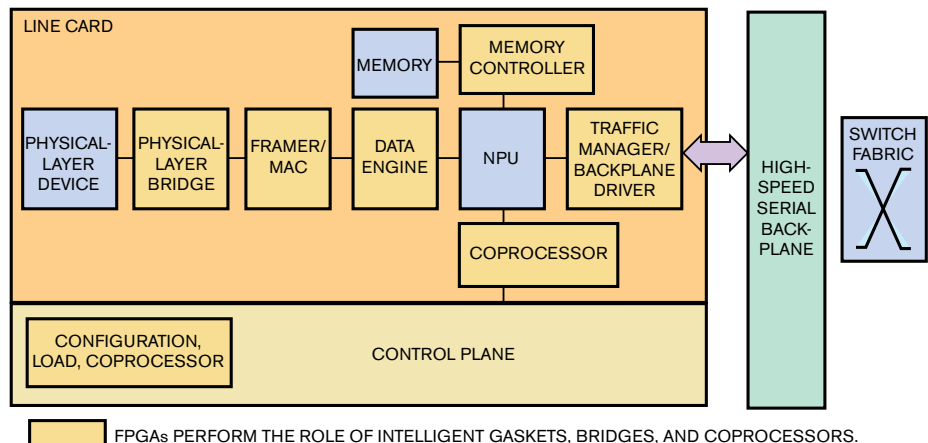 LINE CARD
MEMORY
MEMORY
CONTROLLER
PHYSICAL-
LAYER
DEVICE
PHYSICAL-
LAYER
BRIDGE
FRAMER/
MAC
DATA
ENGINE
NPU
TRAFFIC
MANAGER/
BACKPLANE
DRIVER
COPROCESSOR
HIGH-
SPEED
SERIAL
BACK-
PLANE
SWITCH
FABRIC
CONFIGURATION,
LOAD, COPROCESSOR
CONTROL PLANE
FPGAs PERFORM THE ROLE OF INTELLIGENT GASKETS, BRIDGES, AND COPROCESSORS.